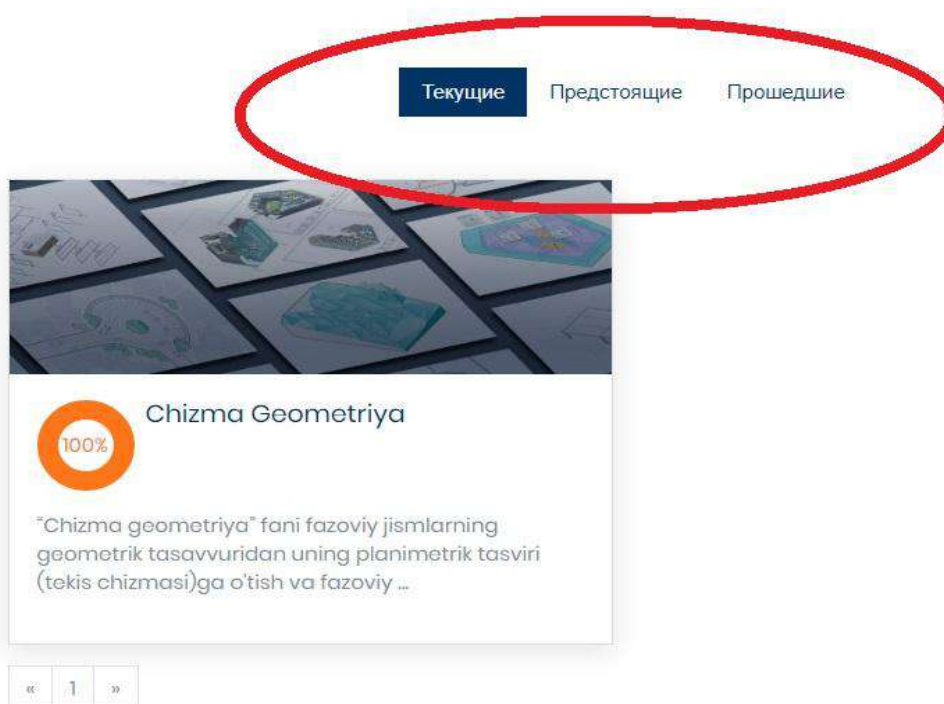 Текущие Предстоящие Прошедшие
Chizma Geometriya
100%
“Chizma geometriya” fani fazoviy jismlarning
geometrik tasavvuridan uning planimetrik tasviri
(tekis chizmasi)ga o'tish va fazoviy ...
« 1 »